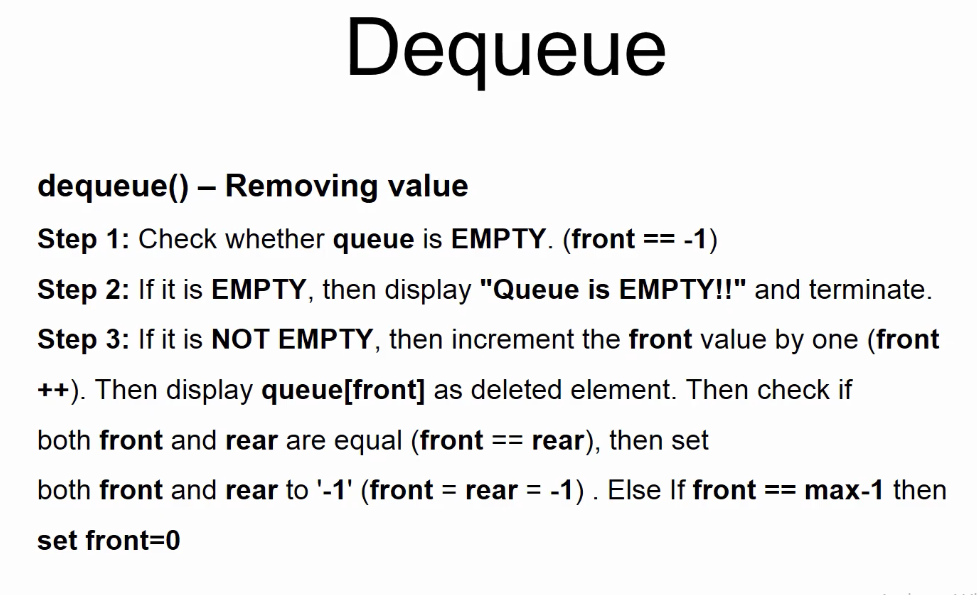 Dequeue
dequeue() – Removing value
Step 1: Check whether queue is EMPTY. (front == -1)
Step 2: If it is EMPTY, then display "Queue is EMPTY!!" and terminate.
Step 3: If it is NOT EMPTY, then increment the front value by one (front
++). Then display queue[front] as deleted element. Then check if
both front and rear are equal (front == rear), then set
both front and rear to '-1' (front = rear = -1) . Else If front == max-1 then
set front=0